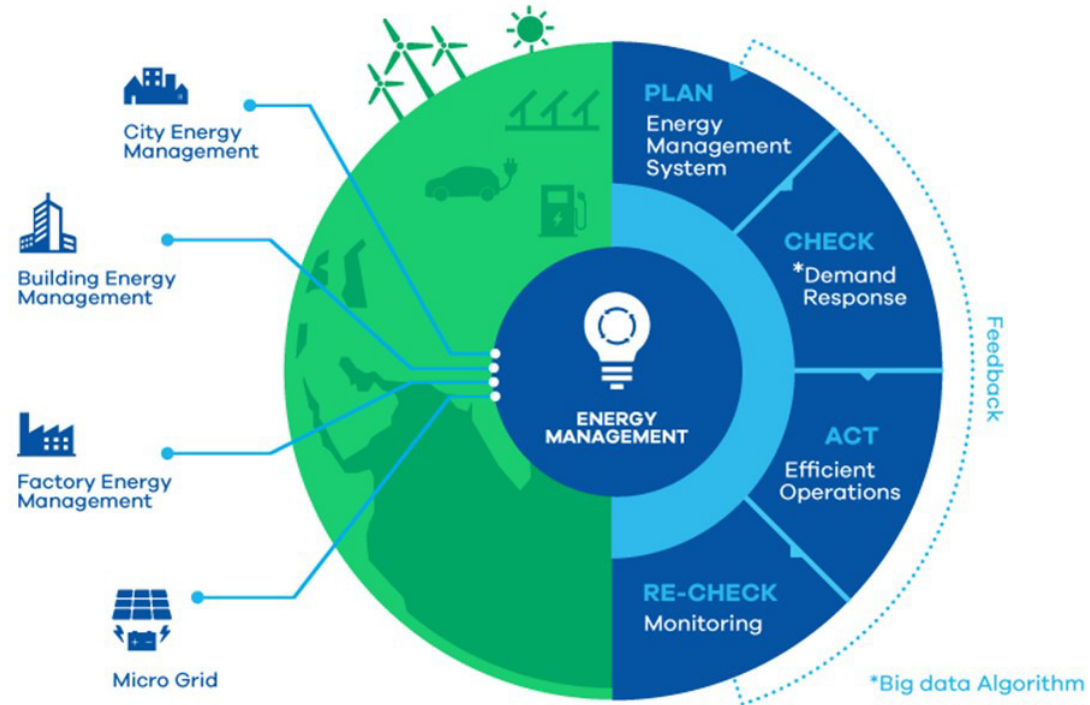 City Energy
Management
Building Energy
Management
Factory Energy
Management
Micro Grid
ENERGY
MANAGEMENT
PLAN
Energy
Management
System
CHECK
*Demand
Response
ACT
Efficient
Operations
RE-CHECK
Monitoring
Feedback
*Big data Algorithm